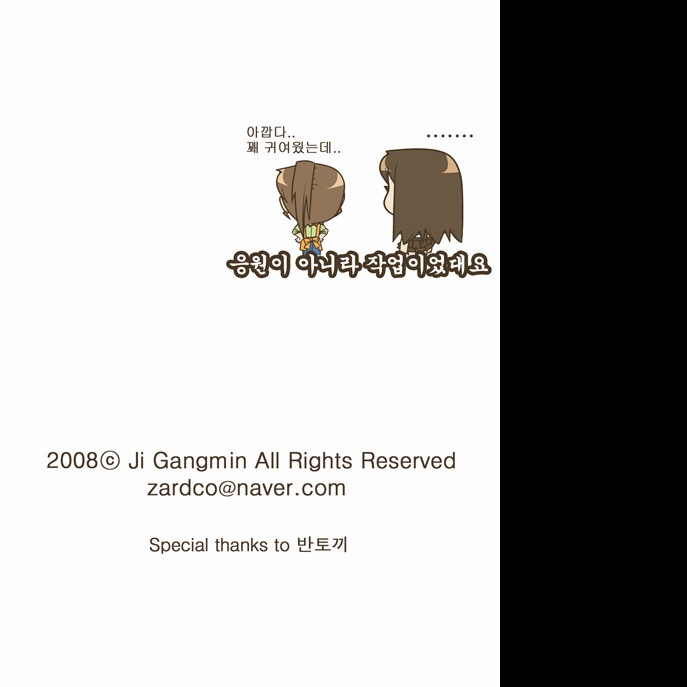 아깝다..
꽤 귀여웠는데..
.......
응원이 아니라 작업이었대요
2008ⓒ Ji Gangmin All Rights Reserved
zardco@naver.com
Special thanks to 반토끼